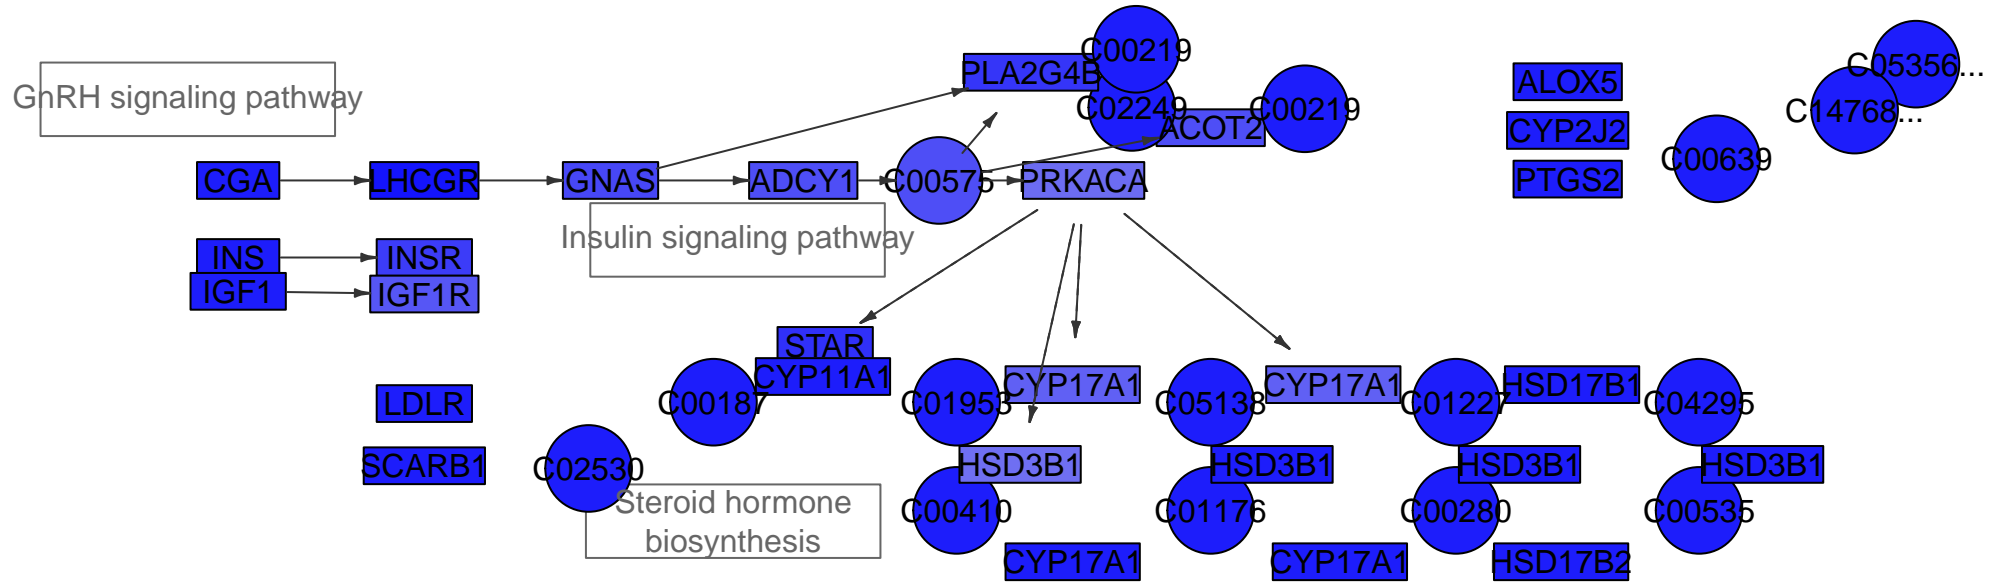 C00219
C05356...
PLA2G4B
ALOX5
GnRH signaling pathway
C02249
C00219
C14768...
ACOT2
CYP2J2
C00639
CGA
LHCGR
GNAS
ADCY1
C00575
PRKACA
PTGS2
Insulin signaling pathway
INS
INSR
IGF1
IGF1R
STAR
CYP11A1
CYP17A1
CYP17A1
HSD17B1
LDLR
C00187
C01953
C05138
C01227
C04295
SCARB1
C02530
HSD3B1
HSD3B1
HSD3B1
HSD3B1
Steroid hormone
biosynthesis
C00410
C01176
C00280
C00535
CYP17A1
CYP17A1
HSD17B2